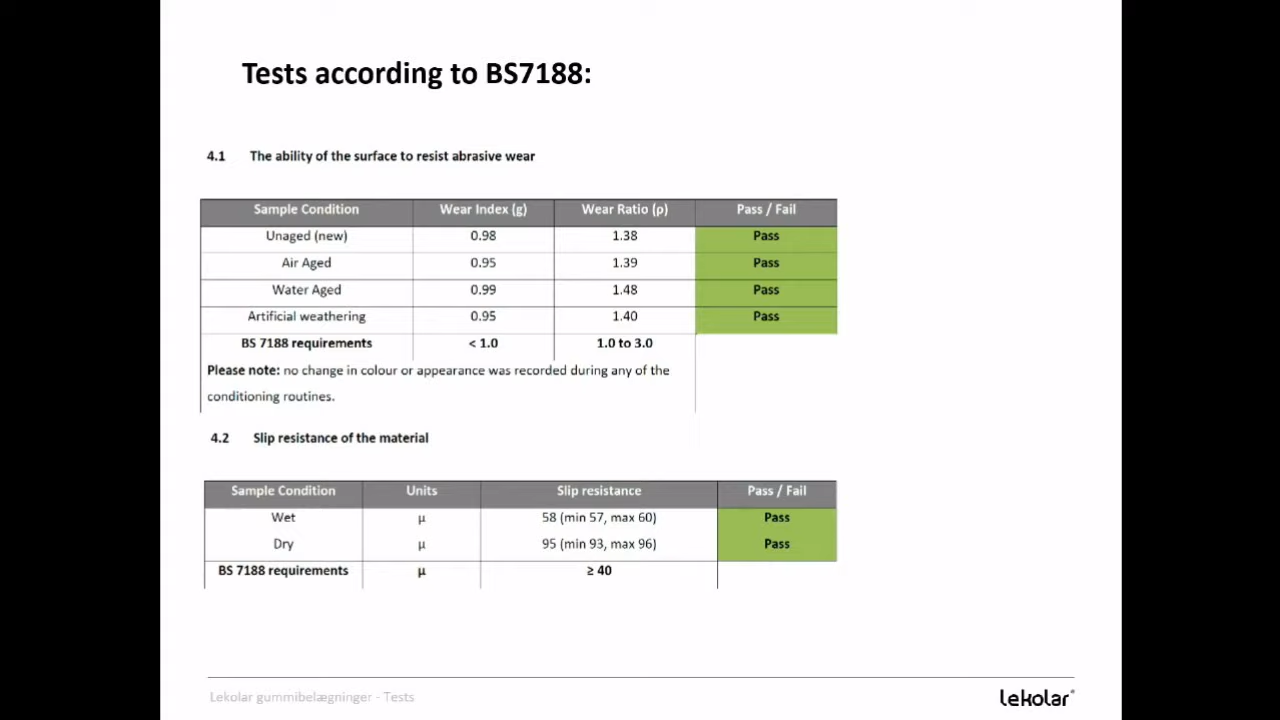 Tests according to BS7188:
4.1 The ability of the surface to resist abrasive wear
Sample Condition Wear Index (g) Wear Ratio (ρ) Pass / Fail
Unaged (new) 0.98 1.38 Pass
Air Aged 0.95 1.39 Pass
Water Aged 0.99 1.48 Pass
Artificial weathering 0.95 1.40 Pass
BS 7188 requirements < 1.0 1.0 to 3.0
Please note: no change in colour or appearance was recorded during any of the
conditioning routines.
4.2 Slip resistance of the material
Sample Condition Units Slip resistance Pass / Fail
Wet μ 58 (min 57, max 60) Pass
Dry μ 95 (min 93, max 96) Pass
BS 7188 requirements μ ≥ 40
Lekolar gummibelægninger - Tests
lekolar